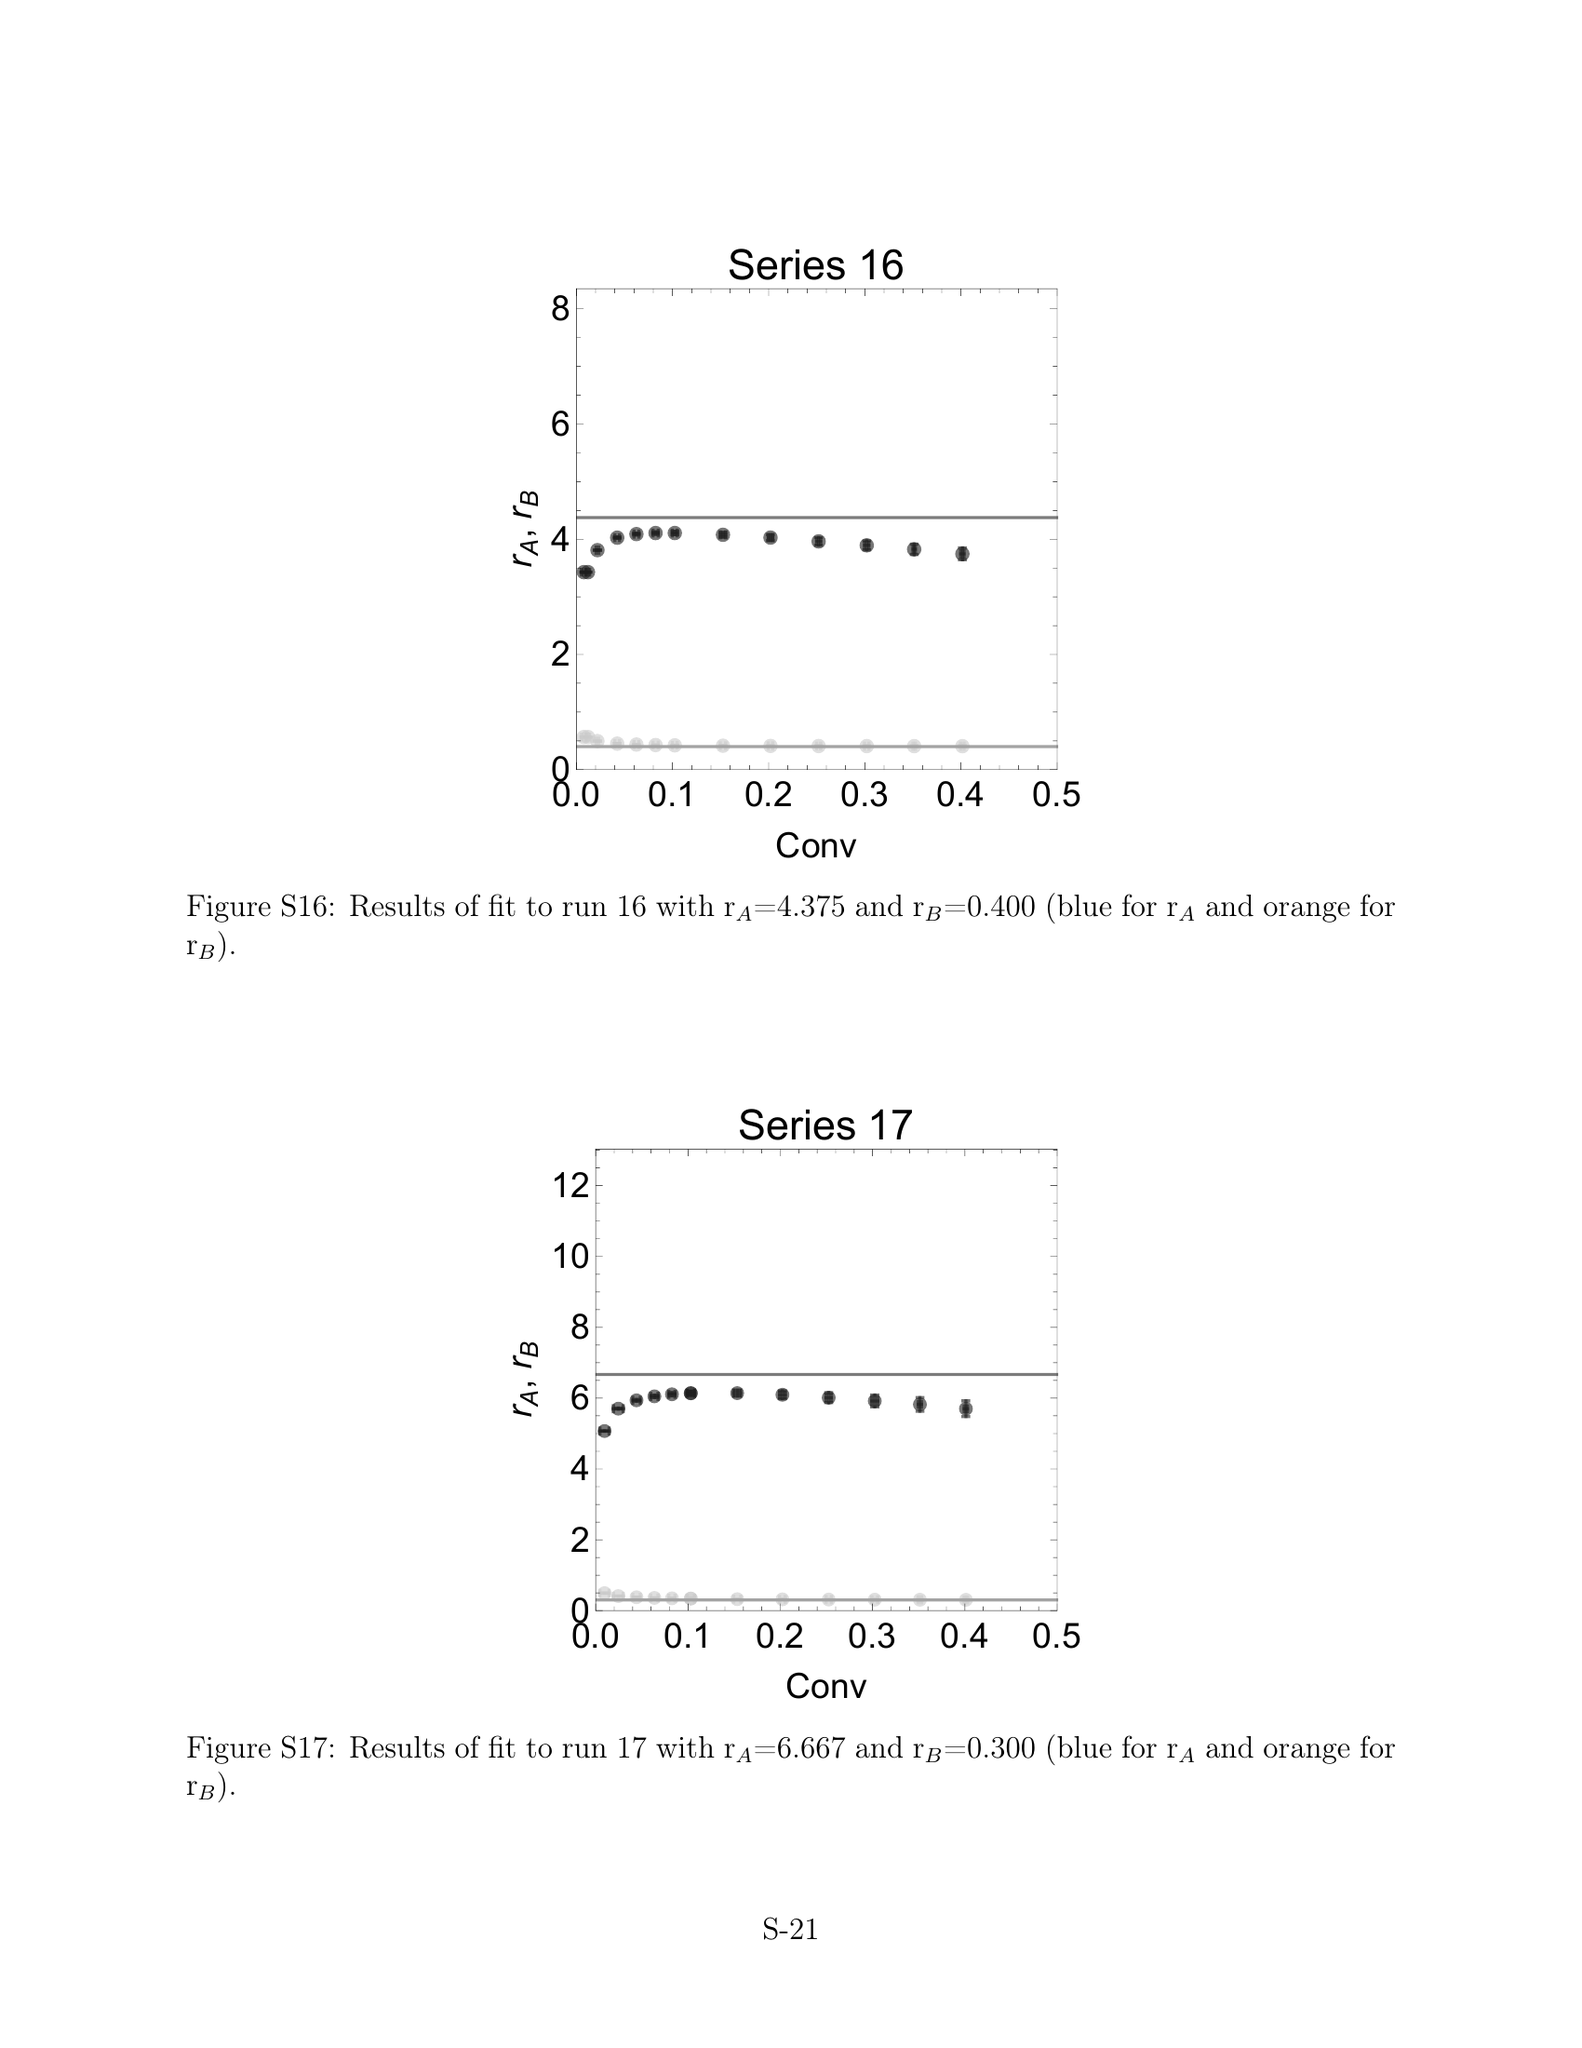 Series 16
8
6
4
2
0
r_A, r_B
0.0 0.1 0.2 0.3 0.4 0.5
Conv
Figure S16: Results of fit to run 16 with r_A=4.375 and r_B=0.400 (blue for r_A and orange for
r_B).
Series 17
12
10
8
6
4
2
0
r_A, r_B
0.0 0.1 0.2 0.3 0.4 0.5
Conv
Figure S17: Results of fit to run 17 with r_A=6.667 and r_B=0.300 (blue for r_A and orange for
r_B).
S-21